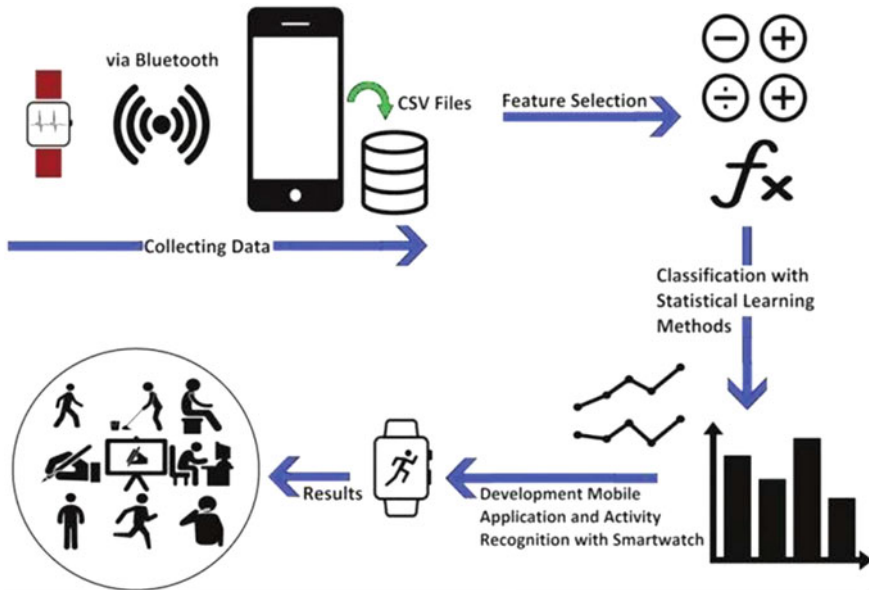 via Bluetooth
CSV Files
Feature Selection
fx
Collecting Data
Classification with
Statistical Learning
Methods
Development Mobile
Application and Activity
Recognition with Smartwatch
Results